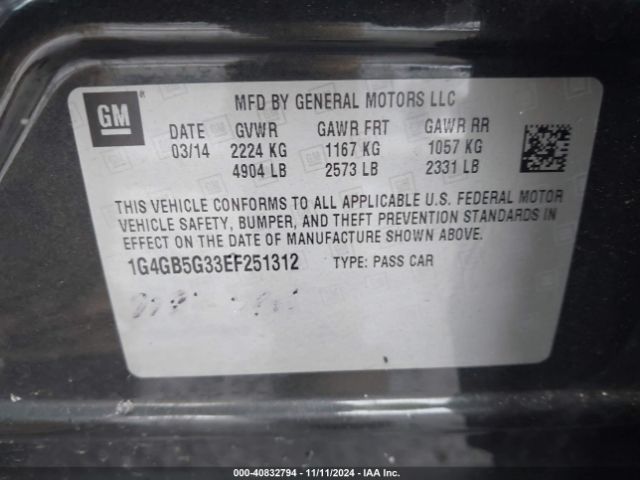 GM ®
MFD BY GENERAL MOTORS LLC
DATE GVWR GAWR FRT GAWR RR
03/14 2224 KG 1167 KG 1057 KG
4904 LB 2573 LB 2331 LB
THIS VEHICLE CONFORMS TO ALL APPLICABLE U.S. FEDERAL MOTOR
VEHICLE SAFETY, BUMPER, AND THEFT PREVENTION STANDARDS IN
EFFECT ON THE DATE OF MANUFACTURE SHOWN ABOVE.
1G4GB5G33EF251312 TYPE: PASS CAR
000-40832794 - 11/11/2024 - IAA Inc.